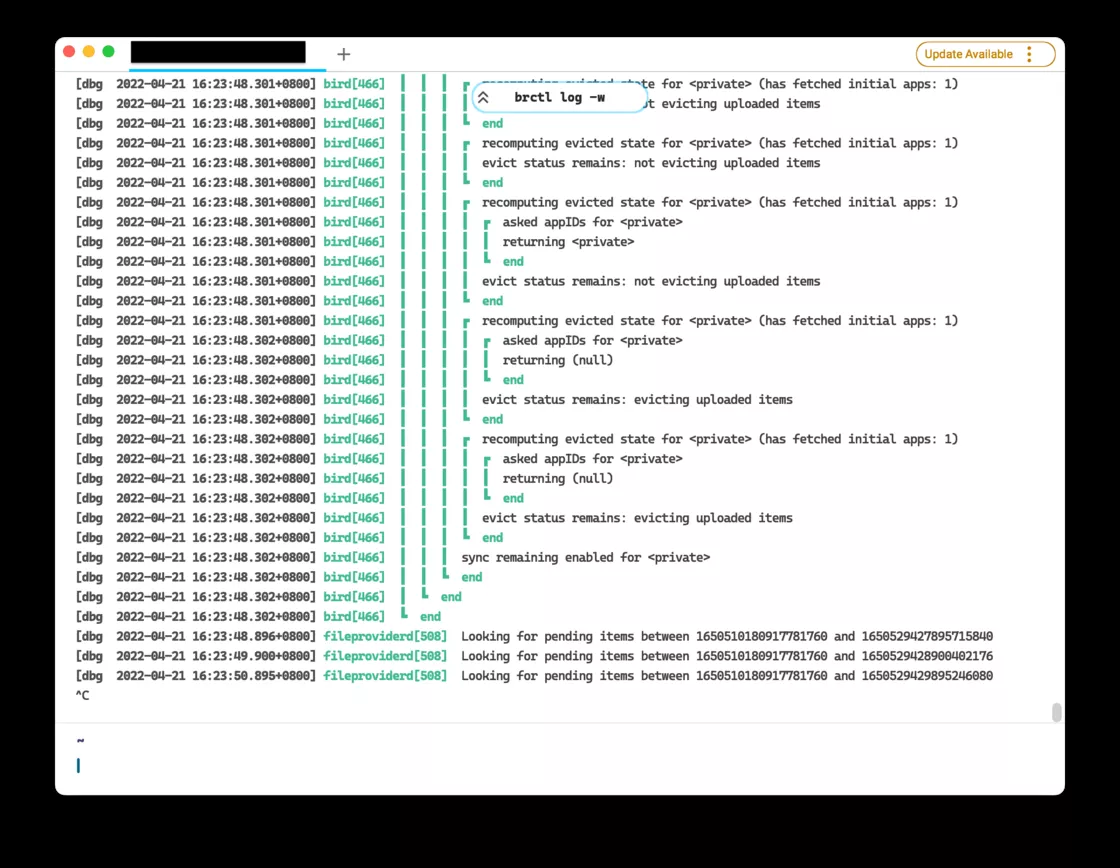 +
Update Available
[dbg 2022-04-21 16:23:48.301+0800] bird[466] te for <private> (has fetched initial apps: 1)
brctl log -w
[dbg 2022-04-21 16:23:48.301+0800] bird[466] evicting uploaded items
[dbg 2022-04-21 16:23:48.301+0800] bird[466] end
[dbg 2022-04-21 16:23:48.301+0800] bird[466] recomputing evicted state for <private> (has fetched initial apps: 1)
[dbg 2022-04-21 16:23:48.301+0800] bird[466] evict status remains: not evicting uploaded items
[dbg 2022-04-21 16:23:48.301+0800] bird[466] end
[dbg 2022-04-21 16:23:48.301+0800] bird[466] recomputing evicted state for <private> (has fetched initial apps: 1)
[dbg 2022-04-21 16:23:48.301+0800] bird[466] asked appIDs for <private>
[dbg 2022-04-21 16:23:48.301+0800] bird[466] returning <private>
[dbg 2022-04-21 16:23:48.301+0800] bird[466] end
[dbg 2022-04-21 16:23:48.301+0800] bird[466] evict status remains: not evicting uploaded items
[dbg 2022-04-21 16:23:48.301+0800] bird[466] end
[dbg 2022-04-21 16:23:48.301+0800] bird[466] recomputing evicted state for <private> (has fetched initial apps: 1)
[dbg 2022-04-21 16:23:48.302+0800] bird[466] asked appIDs for <private>
[dbg 2022-04-21 16:23:48.302+0800] bird[466] returning (null)
[dbg 2022-04-21 16:23:48.302+0800] bird[466] end
[dbg 2022-04-21 16:23:48.302+0800] bird[466] evict status remains: evicting uploaded items
[dbg 2022-04-21 16:23:48.302+0800] bird[466] end
[dbg 2022-04-21 16:23:48.302+0800] bird[466] recomputing evicted state for <private> (has fetched initial apps: 1)
[dbg 2022-04-21 16:23:48.302+0800] bird[466] asked appIDs for <private>
[dbg 2022-04-21 16:23:48.302+0800] bird[466] returning (null)
[dbg 2022-04-21 16:23:48.302+0800] bird[466] end
[dbg 2022-04-21 16:23:48.302+0800] bird[466] evict status remains: evicting uploaded items
[dbg 2022-04-21 16:23:48.302+0800] bird[466] end
[dbg 2022-04-21 16:23:48.302+0800] bird[466] sync remaining enabled for <private>
[dbg 2022-04-21 16:23:48.302+0800] bird[466] end
[dbg 2022-04-21 16:23:48.302+0800] bird[466] end
[dbg 2022-04-21 16:23:48.302+0800] bird[466] end
[dbg 2022-04-21 16:23:48.896+0800] fileproviderd[508] Looking for pending items between 1650510180917781760 and 1650529427895715840
[dbg 2022-04-21 16:23:49.900+0800] fileproviderd[508] Looking for pending items between 1650510180917781760 and 1650529428900402176
[dbg 2022-04-21 16:23:50.895+0800] fileproviderd[508] Looking for pending items between 1650510180917781760 and 1650529429895246080
^C
~